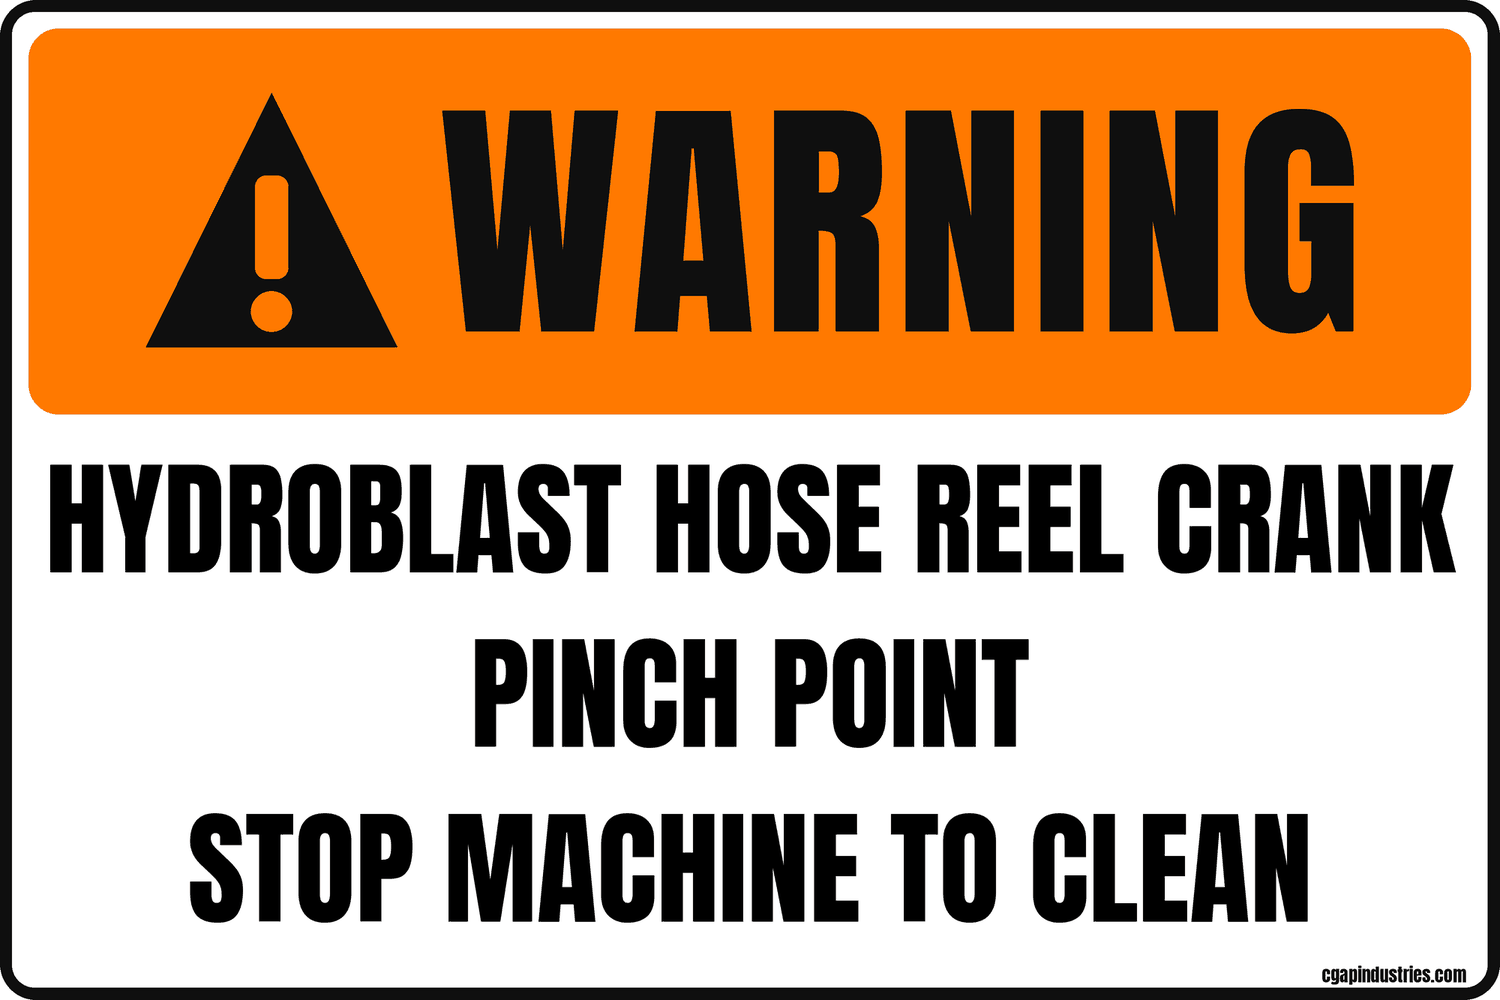 WARNING
HYDROBLAST HOSE REEL CRANK
PINCH POINT
STOP MACHINE TO CLEAN
cgapindustries.com